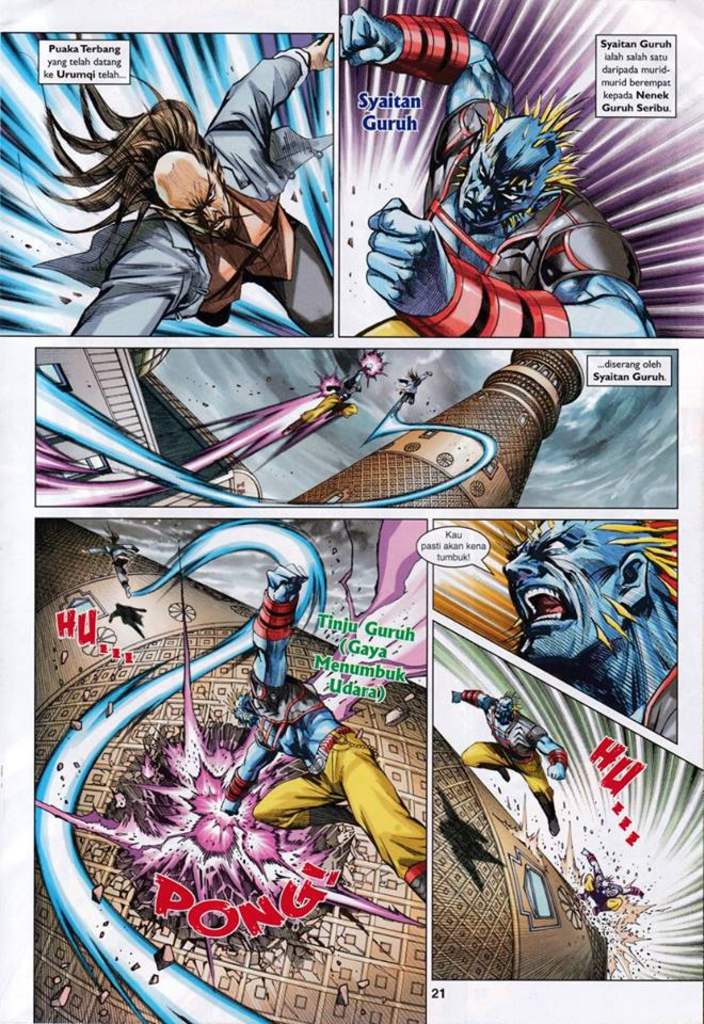 Puaka Terbang
yang telah datang
ke Urumqi telah...
Syaitan
Guruh
Syaitan Guruh
ialah salah satu
daripada murid-
murid berempat
kepada Nenek
Guruh Seribu.
...diserang oleh
Syaitan Guruh.
HU...
Tinju Guruh
(Gaya
Menumbuk
Udara)
PONG!
Kau
pasti akan kena
tumbuk!
HU...
21